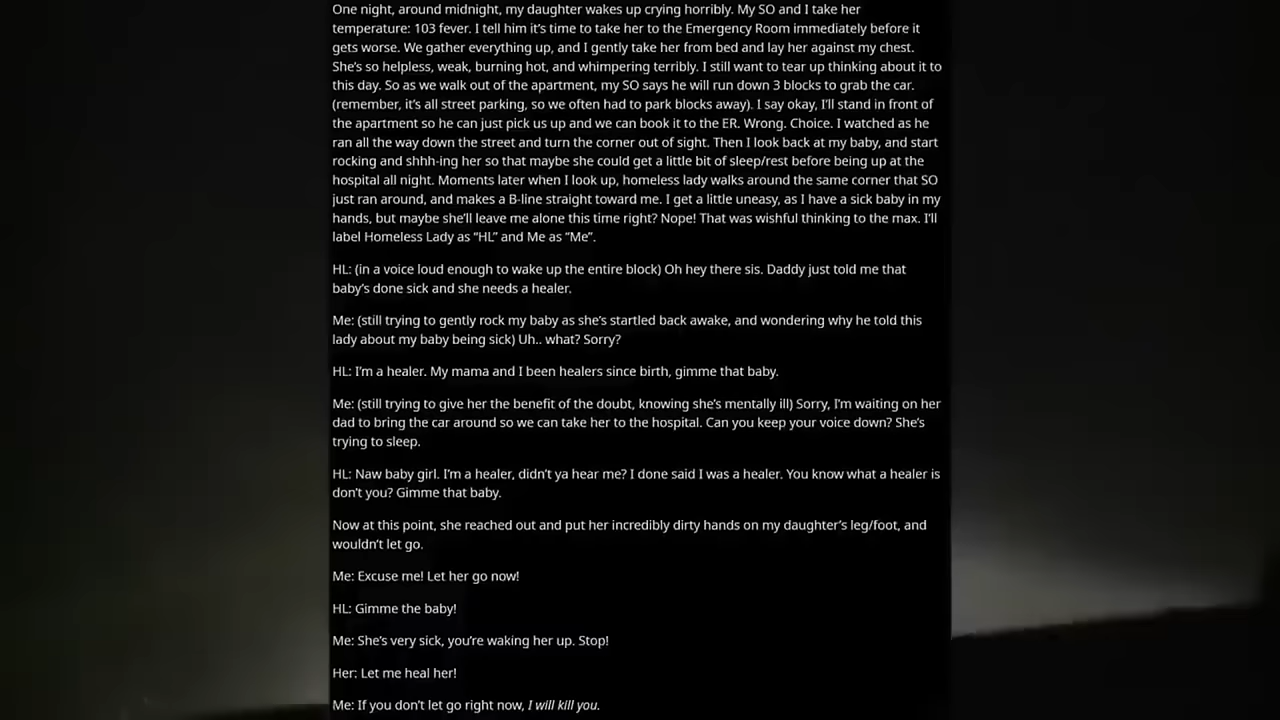 One night, around midnight, my daughter wakes up crying horribly. My SO and I take her
temperature: 103 fever. I tell him it's time to take her to the Emergency Room immediately before it
gets worse. We gather everything up, and I gently take her from bed and lay her against my chest.
She's so helpless, weak, burning hot, and whimpering terribly. I still want to tear up thinking about it to
this day. So as we walk out of the apartment, my SO says he will run down 3 blocks to grab the car.
(remember, it's all street parking, so we often had to park blocks away). I say okay, I'll stand in front of
the apartment so he can just pick us up and we can book it to the ER. Wrong. Choice. I watched as he
ran all the way down the street and turn the corner out of sight. Then I look back at my baby, and start
rocking and shhh-ing her so that maybe she could get a little bit of sleep/rest before being up at the
hospital all night. Moments later when I look up, homeless lady walks around the same corner that SO
just ran around, and makes a B-line straight toward me. I get a little uneasy, as I have a sick baby in my
hands, but maybe she'll leave me alone this time right? Nope! That was wishful thinking to the max. I'll
label Homeless Lady as “HL” and Me as “Me”.
HL: (in a voice loud enough to wake up the entire block) Oh hey there sis. Daddy just told me that
baby's done sick and she needs a healer.
Me: (still trying to gently rock my baby as she's startled back awake, and wondering why he told this
lady about my baby being sick) Uh.. what? Sorry?
HL: I'm a healer. My mama and I been healers since birth, gimme that baby.
Me: (still trying to give her the benefit of the doubt, knowing she's mentally ill) Sorry, I'm waiting on her
dad to bring the car around so we can take her to the hospital. Can you keep your voice down? She's
trying to sleep.
HL: Naw baby girl. I'm a healer, didn't ya hear me? I done said I was a healer. You know what a healer is
don't you? Gimme that baby.
Now at this point, she reached out and put her incredibly dirty hands on my daughter's leg/foot, and
wouldn't let go.
Me: Excuse me! Let her go now!
HL: Gimme the baby!
Me: She's very sick, you're waking her up. Stop!
Her: Let me heal her!
Me: If you don't let go right now, I will kill you.